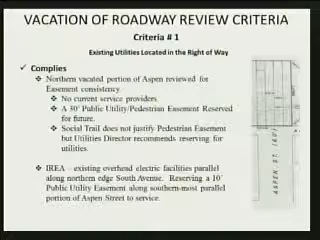 VACATION OF ROADWAY REVIEW CRITERIA
Criteria # 1
Existing Utilities Located in the Right of Way
✓ Complies
❖ Northern vacated portion of Aspen reviewed for
Easement consistency.
❖ No current service providers.
❖ A 30' Public Utility/Pedestrian Easement Reserved
for future.
❖ Social Trail does not justify Pedestrian Easement
but Utilities Director recommends reserving for
utilities.
❖ IREA – existing overhead electric facilities parallel
along northern edge South Avenue. Reserving a 10'
Public Utility Easement along southern-most parallel
portion of Aspen Street to service.
ASPEN ST.